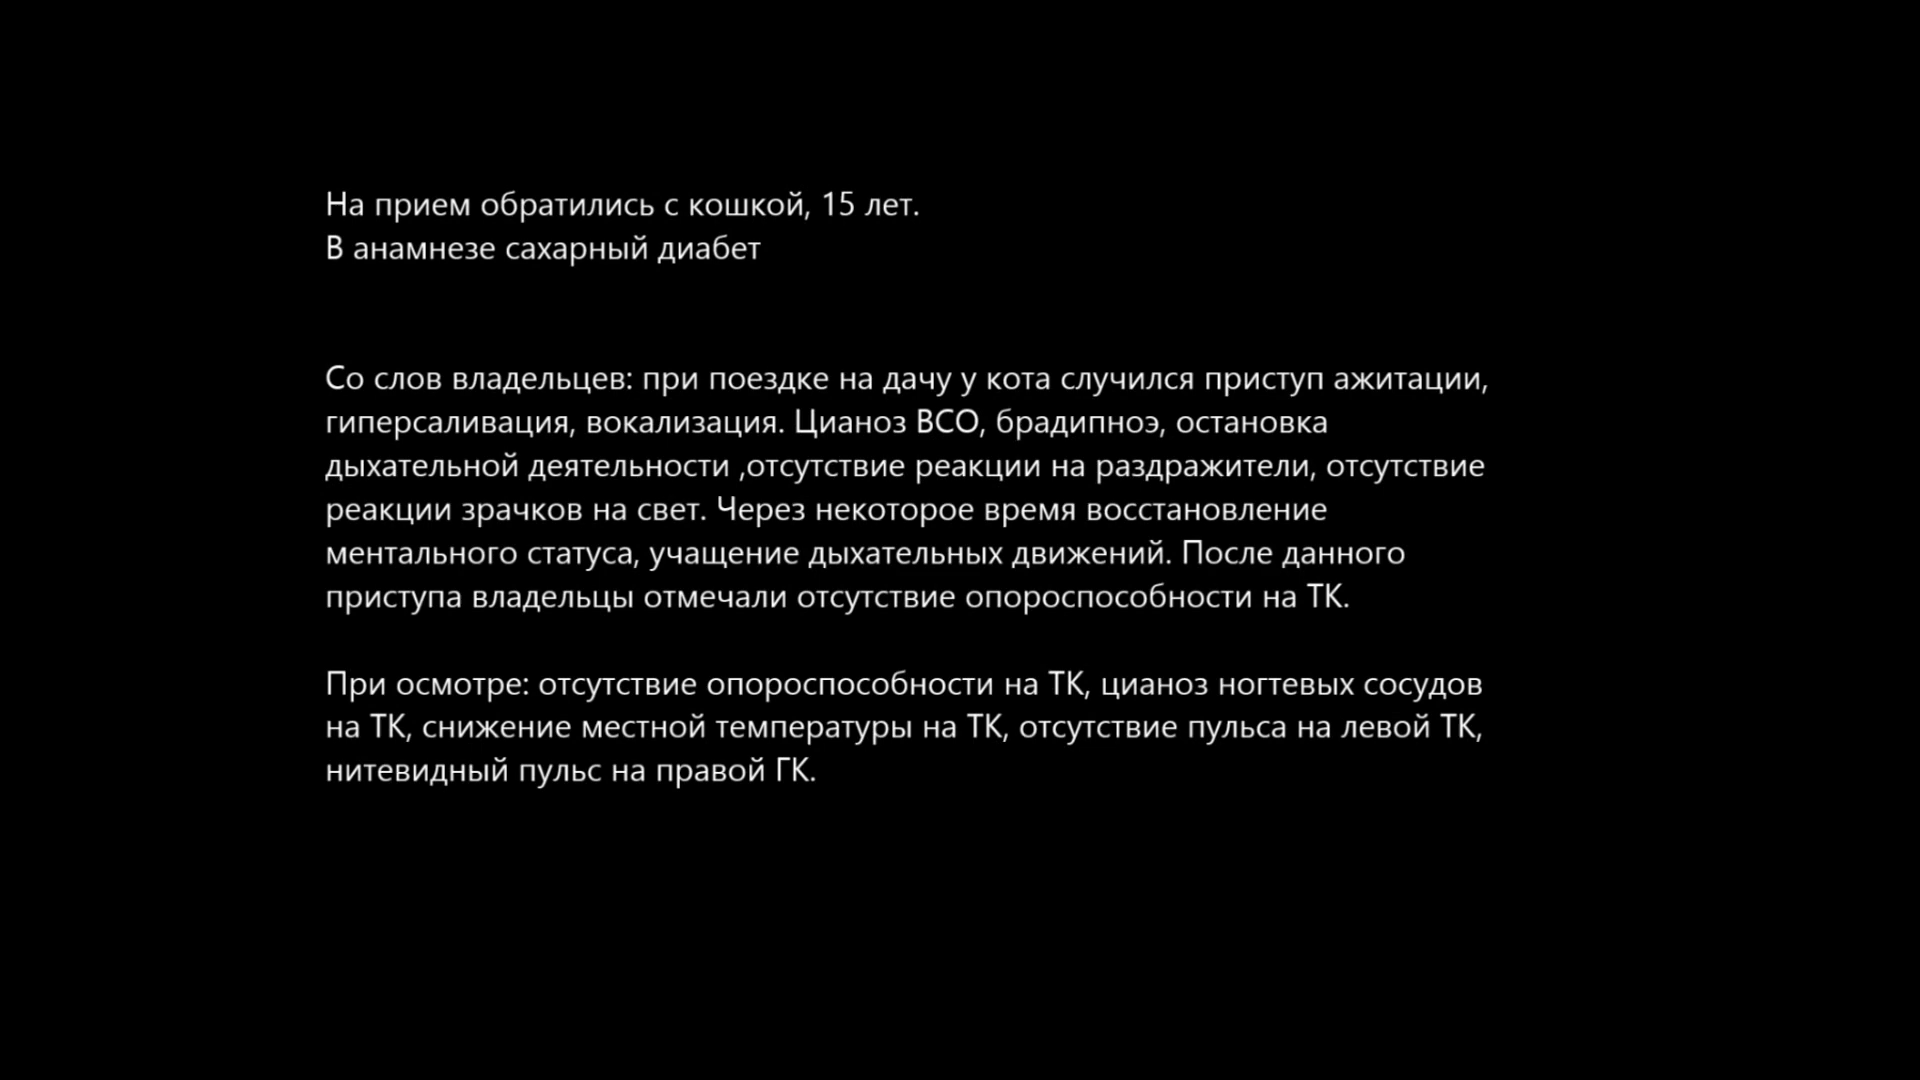 На прием обратились с кошкой, 15 лет.
В анамнезе сахарный диабет
Со слов владельцев: при поездке на дачу у кота случился приступ ажитации,
гиперсаливация, вокализация. Цианоз ВСО, брадипноэ, остановка
дыхательной деятельности ,отсутствие реакции на раздражители, отсутствие
реакции зрачков на свет. Через некоторое время восстановление
ментального статуса, учащение дыхательных движений. После данного
приступа владельцы отмечали отсутствие опороспособности на ТК.
При осмотре: отсутствие опороспособности на ТК, цианоз ногтевых сосудов
на ТК, снижение местной температуры на ТК, отсутствие пульса на левой ТК,
нитевидный пульс на правой ГК.